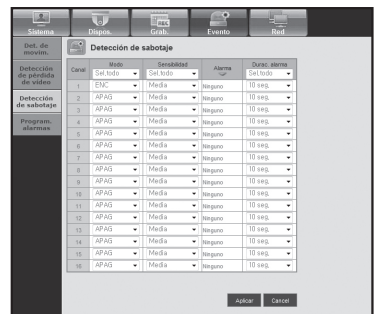 Sistema Dispos. Grab. Evento Red
Det. de movim.
Detección de pérdida de vídeo
Detección de sabotaje
Program. alarmas
Detección de sabotaje
Canal Modo Sensibilidad Alarma Durac. alarma
Sel,todo Sel,todo Sel,todo
1 ENC Media Ninguno 10 seg.
2 APAG Media Ninguno 10 seg.
3 APAG Media Ninguno 10 seg.
4 APAG Media Ninguno 10 seg.
5 APAG Media Ninguno 10 seg.
6 APAG Media Ninguno 10 seg.
7 APAG Media Ninguno 10 seg.
8 APAG Media Ninguno 10 seg.
9 APAG Media Ninguno 10 seg.
10 APAG Media Ninguno 10 seg.
11 APAG Media Ninguno 10 seg.
12 APAG Media Ninguno 10 seg.
13 APAG Media Ninguno 10 seg.
14 APAG Media Ninguno 10 seg.
15 APAG Media Ninguno 10 seg.
16 APAG Media Ninguno 10 seg.
Aplicar Cancel